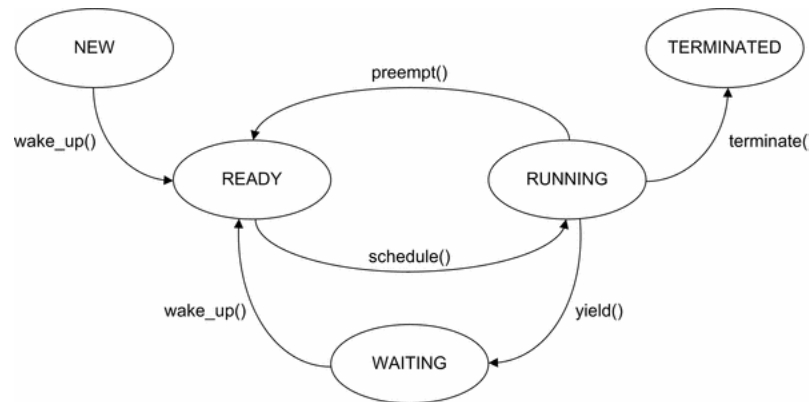 NEW
TERMINATED
preempt()
wake_up()
terminate()
READY
RUNNING
schedule()
wake_up()
yield()
WAITING